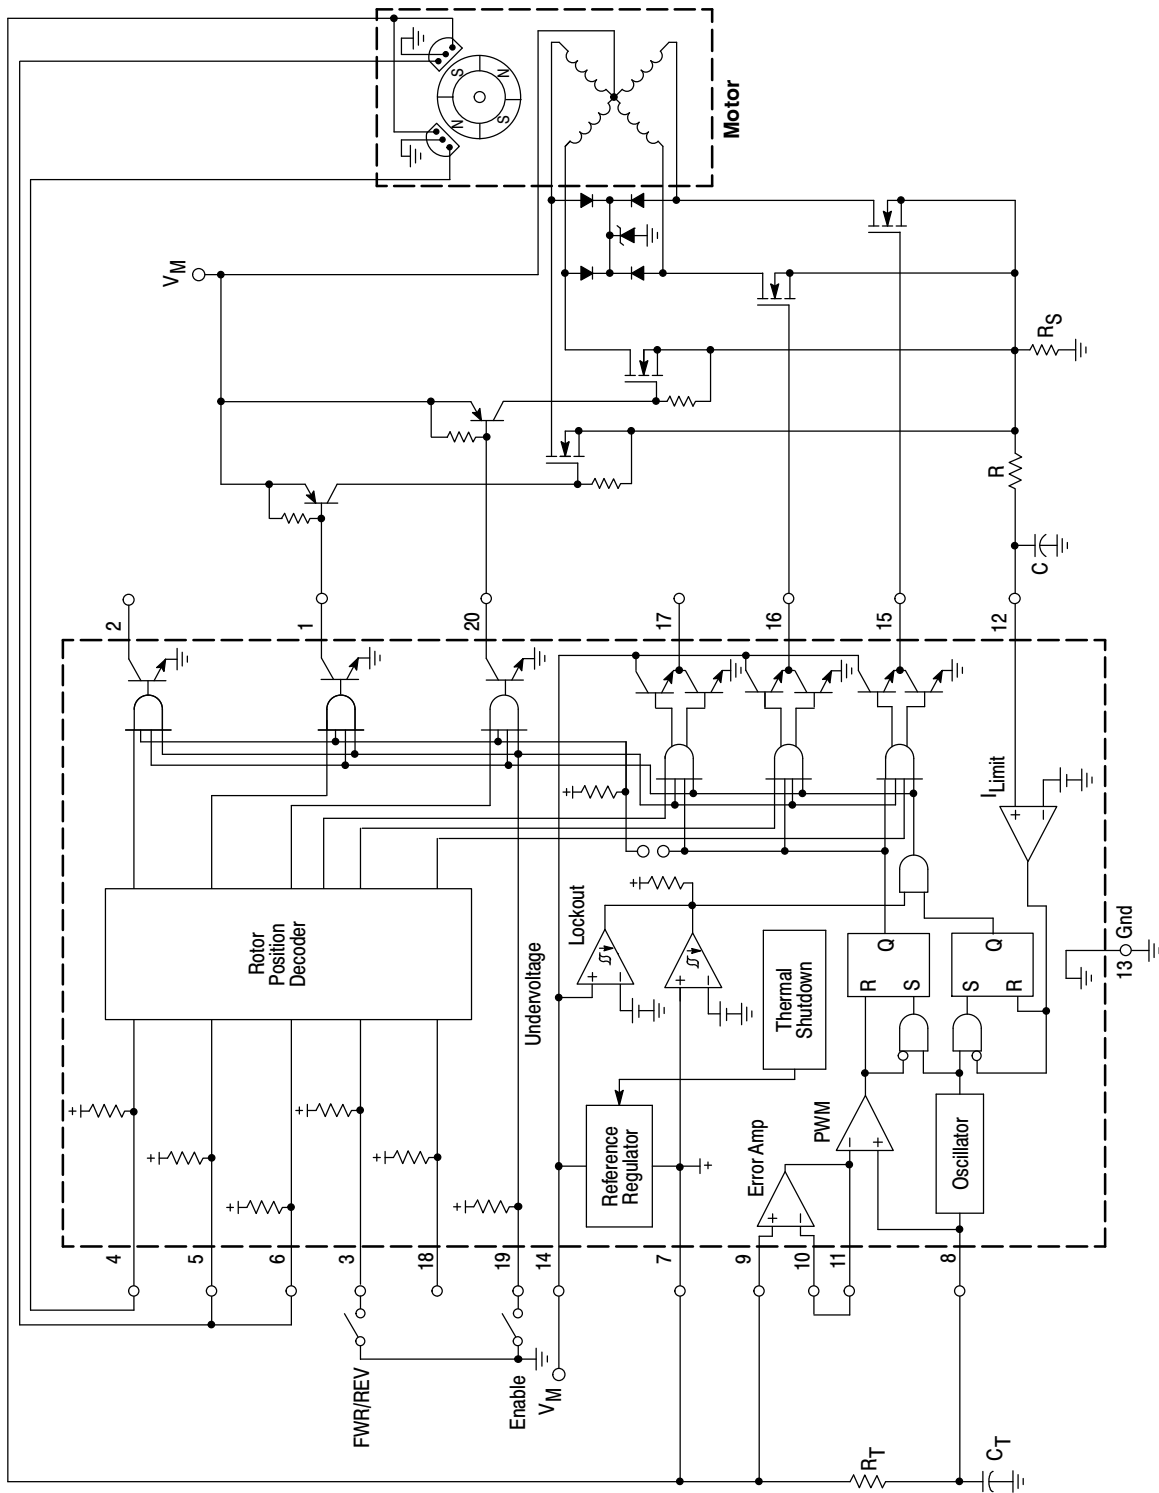 V_M
N
S
N
S
Motor
R_S
R
C
2
1
20
17
16
15
12
I_Limit
Rotor
Position
Decoder
Undervoltage
Lockout
Thermal
Shutdown
Reference
Regulator
Error Amp
PWM
Oscillator
R
Q
S
S
Q
R
13 Gnd
4
5
6
3
18
19
14
7
9
10
11
8
FWR/REV
Enable
V_M
R_T
C_T